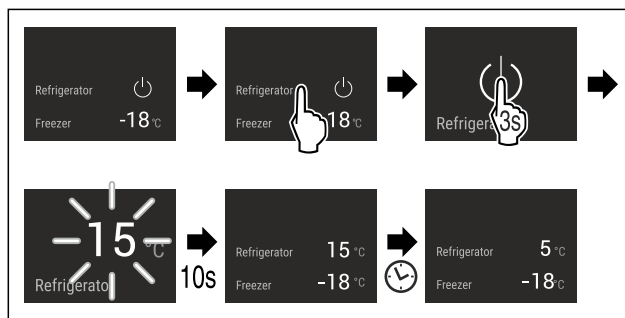 Refrigerator
Freezer -18 °C
Refrigerator
Freezer 18 °C
Refrigera 3s
15 °C
Refrigerator
10s
Refrigerator 15 °C
Freezer -18 °C
Refrigerator 5 °C
Freezer -18°C